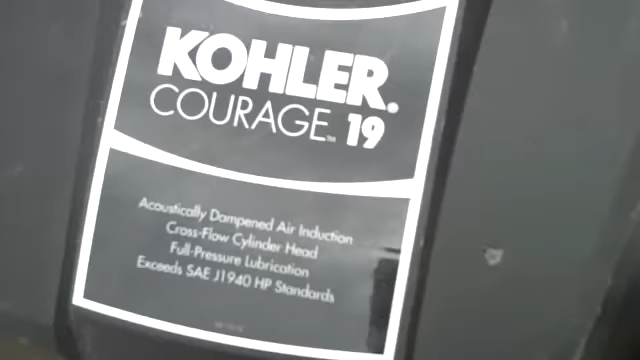 KOHLER.
COURAGE™ 19
Acoustically Dampened Air Induction
Cross-Flow Cylinder Head
Full-Pressure Lubrication
Exceeds SAE J1940 HP Standards